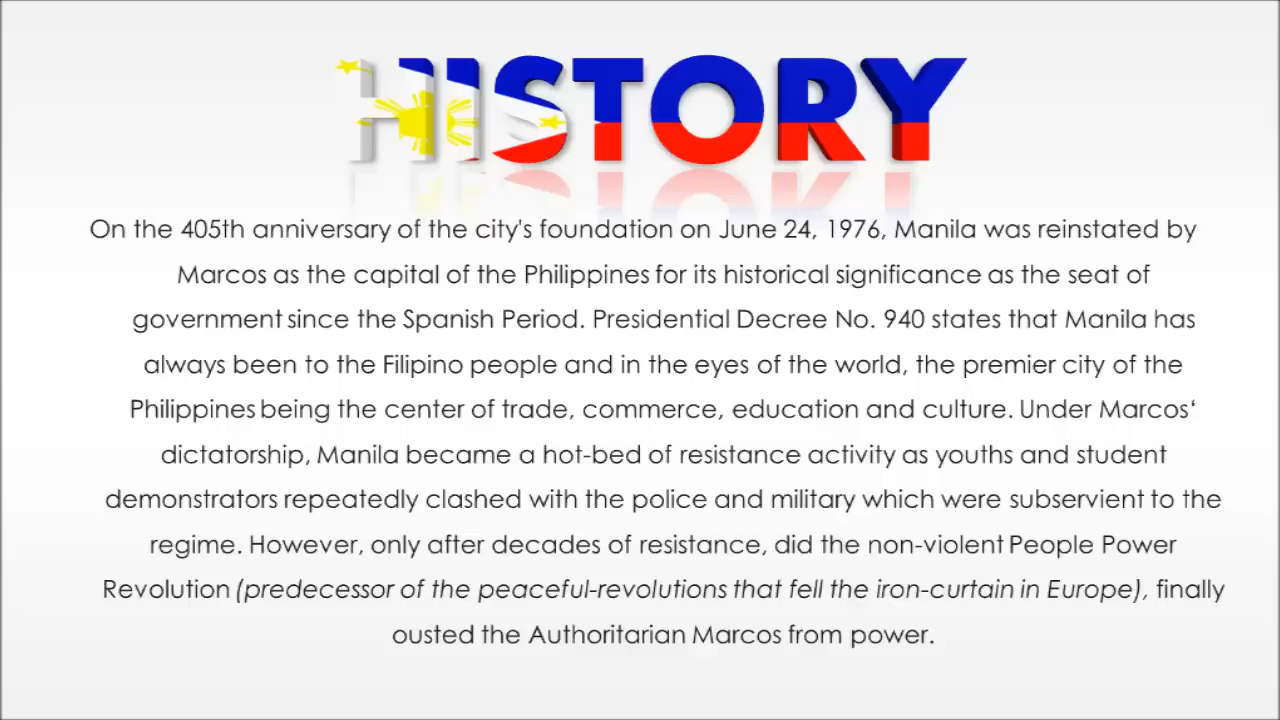 HISTORY
On the 405th anniversary of the city's foundation on June 24, 1976, Manila was reinstated by
Marcos as the capital of the Philippines for its historical significance as the seat of
government since the Spanish Period. Presidential Decree No. 940 states that Manila has
always been to the Filipino people and in the eyes of the world, the premier city of the
Philippines being the center of trade, commerce, education and culture. Under Marcos‘
dictatorship, Manila became a hot-bed of resistance activity as youths and student
demonstrators repeatedly clashed with the police and military which were subservient to the
regime. However, only after decades of resistance, did the non-violent People Power
Revolution (predecessor of the peaceful-revolutions that fell the iron-curtain in Europe), finally
ousted the Authoritarian Marcos from power.